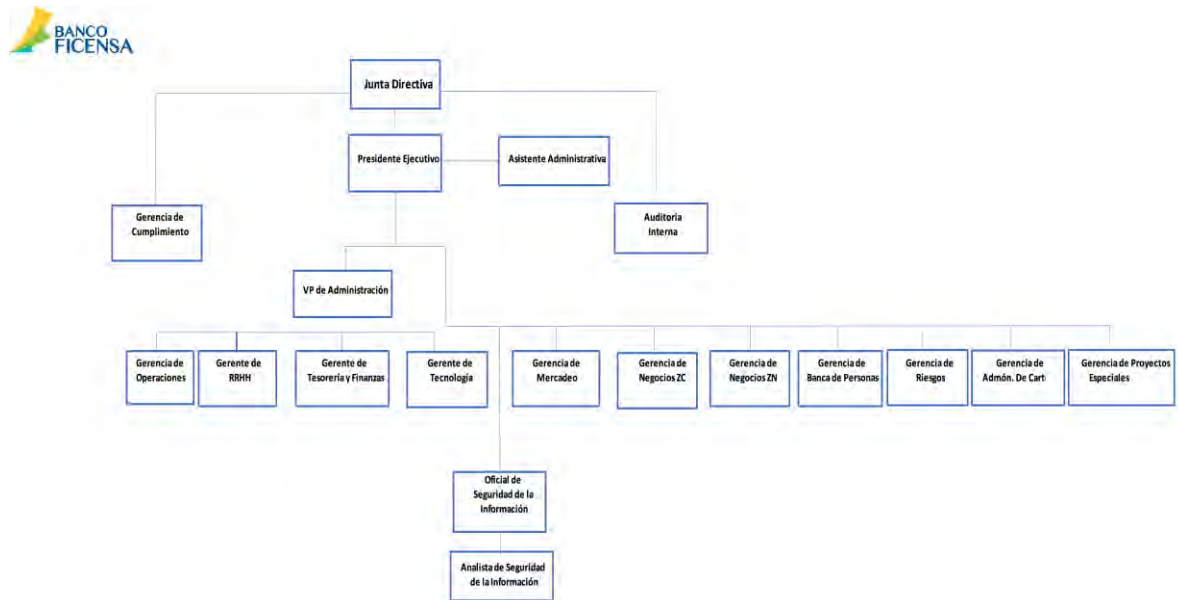 BANCO
FICENSA
Junta Directiva
Presidente Ejecutivo
Asistente Administrativa
Gerencia de
Cumplimiento
Auditoria
Interna
VP de Administración
Gerencia de
Operaciones
Gerente de
RRHH
Gerente de
Tesorería y Finanzas
Gerente de
Tecnología
Gerencia de
Mercadeo
Gerencia de
Negocios ZC
Gerencia de
Negocios ZN
Gerencia de
Banca de Personas
Gerencia de
Riesgos
Gerencia de
Admón. De Cart
Gerencia de Proyectos
Especiales
Oficial de
Seguridad de la
Información
Analista de Seguridad
de la Información